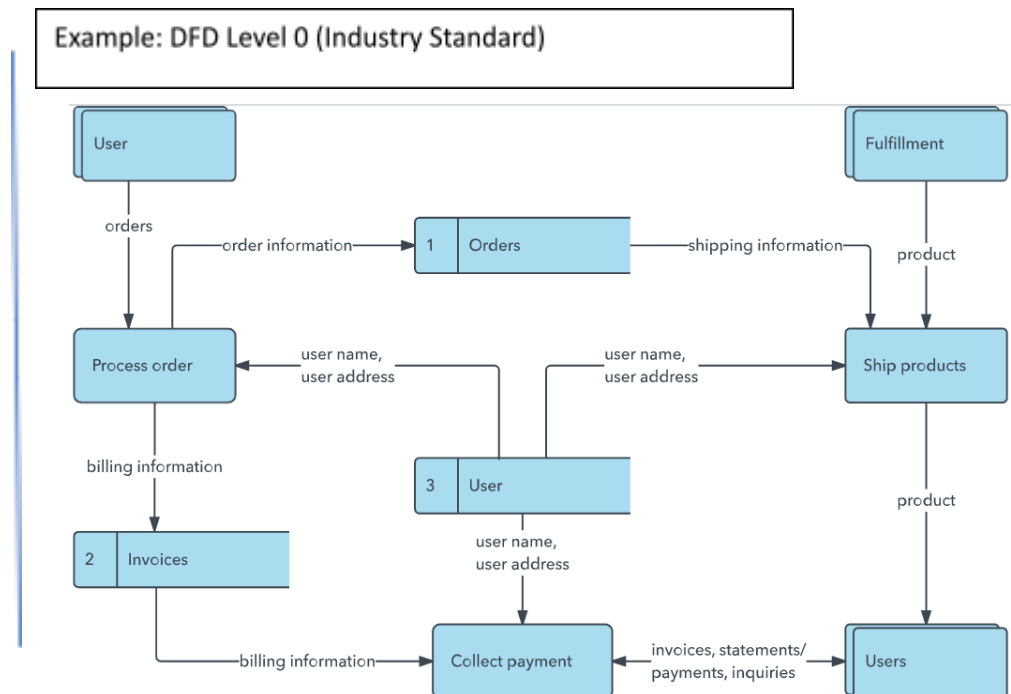 Example: DFD Level 0 (Industry Standard)
User
Fulfillment
orders
order information
1
Orders
shipping information
product
Process order
user name,
user address
user name,
user address
Ship products
billing information
3
User
product
2
Invoices
user name,
user address
billing information
Collect payment
invoices, statements/
payments, inquiries
Users